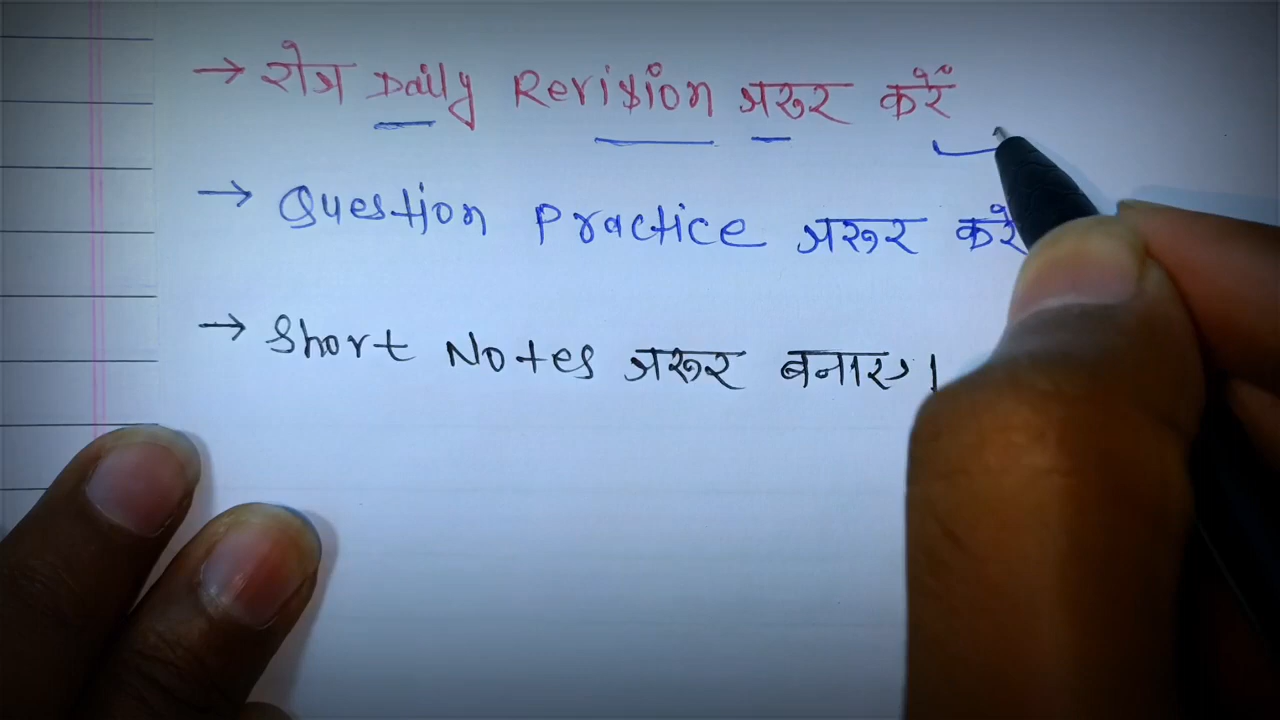 → रोज Daily Revision जरूर करें
→ Question Practice जरूर करें
→ Short Notes जरूर बनाए।